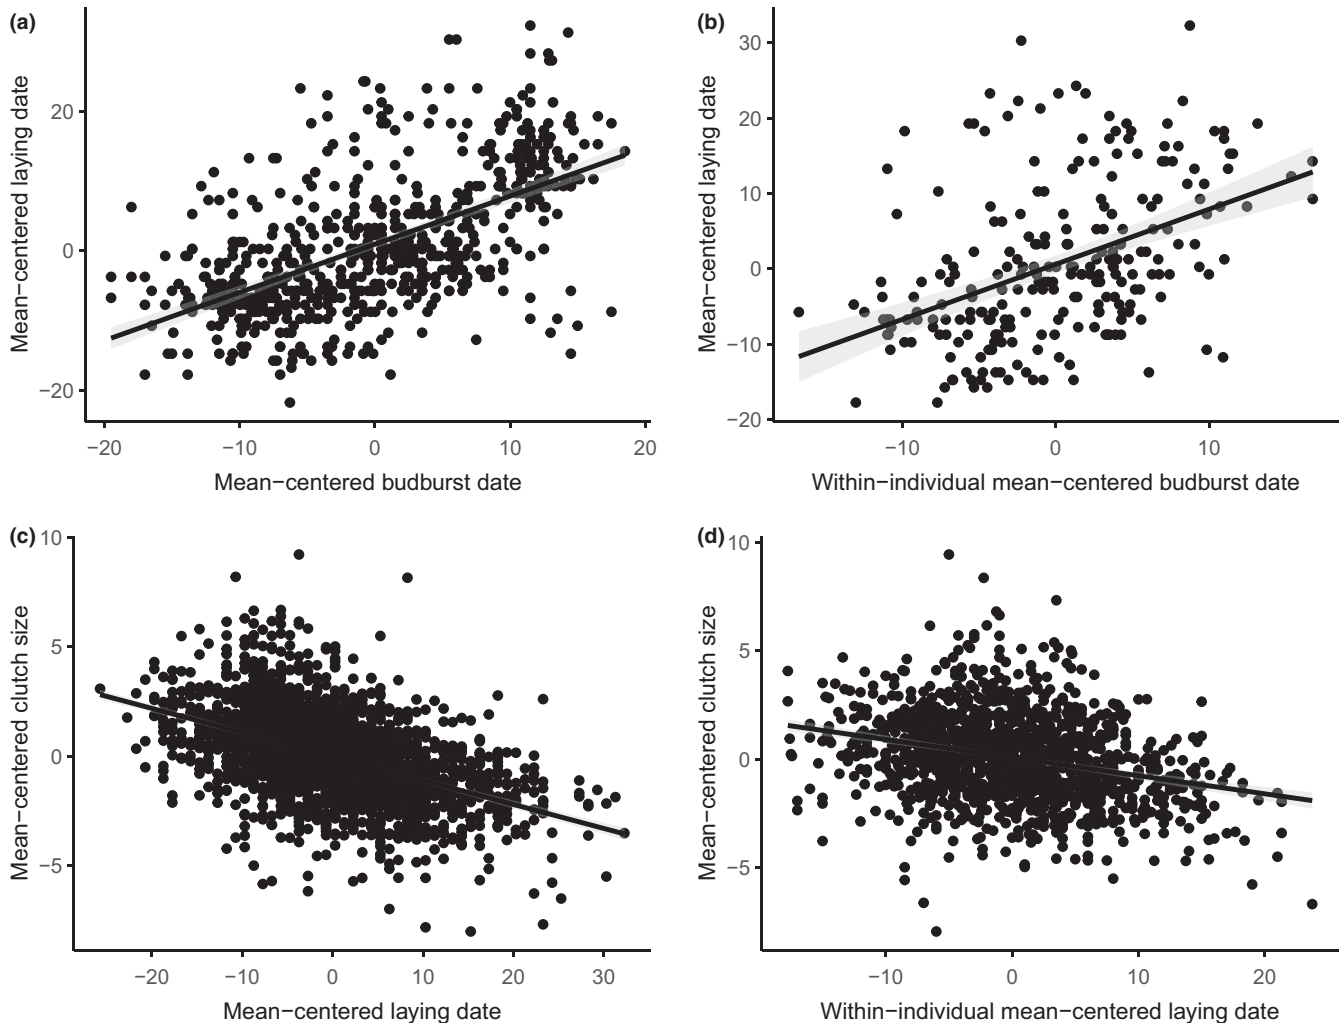 (a)
Mean−centered laying date
20
0
−20
−20
−10
0
10
20
Mean−centered budburst date
(b)
Mean−centered laying date
30
20
10
0
−10
−20
−10
0
10
Within−individual mean−centered budburst date
(c)
Mean−centered clutch size
10
5
0
−5
−20
−10
0
10
20
30
Mean−centered laying date
(d)
Mean−centered clutch size
10
5
0
−5
−10
0
10
20
Within−individual mean−centered laying date